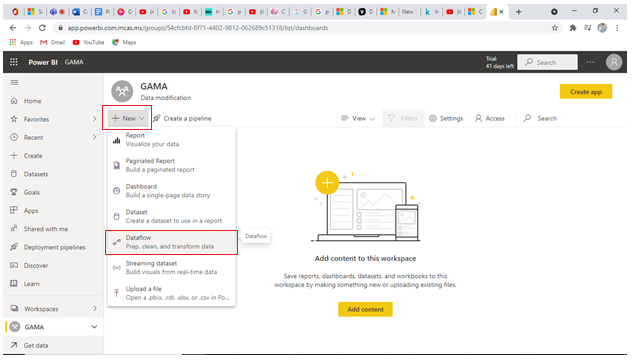 app.powerbi.com.mcas.ms/groups/54cfcbfd-8f71-4402-9812-062689c51318/list/dashboards
Apps
Gmail
YouTube
Maps
Power BI
GAMA
Trial:
41 days left
Search
Home
Favorites
Recent
Create
Datasets
Goals
Apps
Shared with me
Deployment pipelines
Discover
Learn
Workspaces
GAMA
Get data
GAMA
Data modification
Create app
New
Create a pipeline
View
Filters
Settings
Access
Search
Report
Visualize your data
Paginated Report
Build a paginated report
Dashboard
Build a single-page data story
Dataset
Create a dataset to use in a report
Dataflow
Prep, clean, and transform data
Dataflow
Streaming dataset
Build visuals from real-time data
Upload a file
Open a .pbix, .rdl, .xlsx, or .csv in Po...
Add content to this workspace
Save reports, dashboards, datasets, and workbooks to this
workspace by making something new or uploading existing files.
Add content